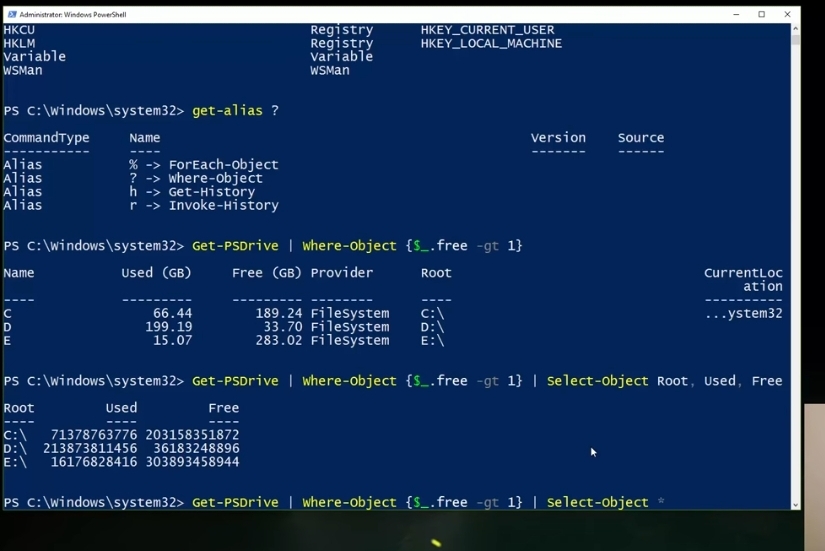 Administrator: Windows PowerShell
HKCU Registry HKEY_CURRENT_USER
HKLM Registry HKEY_LOCAL_MACHINE
Variable Variable
WSMan WSMan
PS C:\Windows\system32> get-alias ?
CommandType Name Version Source
----------- ---- ------- ------
Alias % -> ForEach-Object
Alias ? -> Where-Object
Alias h -> Get-History
Alias r -> Invoke-History
PS C:\Windows\system32> Get-PSDrive | Where-Object {$_.free -gt 1}
Name Used (GB) Free (GB) Provider Root CurrentLoc
ation
---- --------- --------- -------- ---- ----------
C 66.44 189.24 FileSystem C:\ ...ystem32
D 199.19 33.70 FileSystem D:\
E 15.07 283.02 FileSystem E:\
PS C:\Windows\system32> Get-PSDrive | Where-Object {$_.free -gt 1} | Select-Object Root, Used, Free
Root Used Free
---- ---- ----
C:\ 71378763776 203158351872
D:\ 213873811456 36183248896
E:\ 16176828416 303893458944
PS C:\Windows\system32> Get-PSDrive | Where-Object {$_.free -gt 1} | Select-Object *